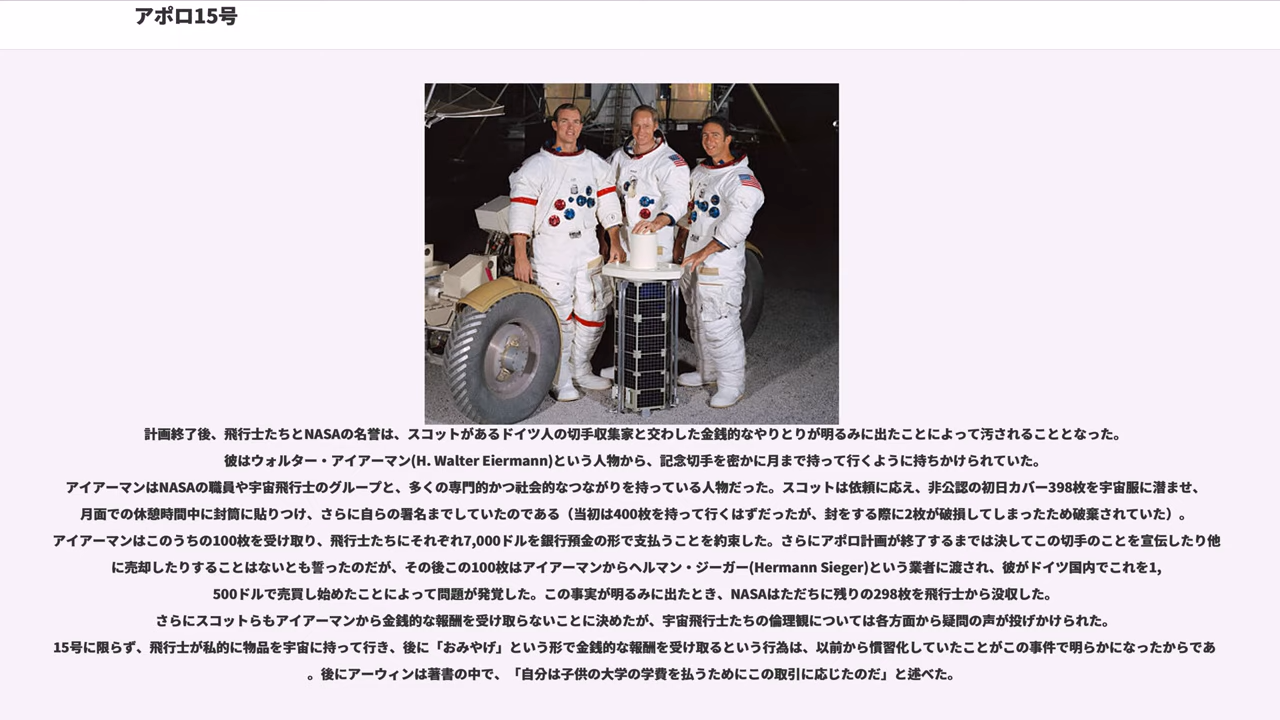 アポロ15号
計画終了後、飛行士たちとNASAの名誉は、スコットがあるドイツ人の切手収集家と交わした金銭的なやりとりが明るみに出たことによって汚されることとなった。
彼はウォルター・アイアーマン(H. Walter Eiermann)という人物から、記念切手を密かに月まで持って行くように持ちかけられていた。
アイアーマンはNASAの職員や宇宙飛行士のグループと、多くの専門的かつ社会的なつながりを持っている人物だった。スコットは依頼に応え、非公認の初日カバー398枚を宇宙服に潜ませ、
月面での休憩時間中に封筒に貼りつけ、さらに自らの署名までしていたのである（当初は400枚を持って行くはずだったが、封をする際に2枚が破損してしまったため破棄されていた）。
アイアーマンはこのうちの100枚を受け取り、飛行士たちにそれぞれ7,000ドルを銀行預金の形で支払うことを約束した。さらにアポロ計画が終了するまでは決してこの切手のことを宣伝したり他
に売却したりすることはないとも誓ったのだが、その後この100枚はアイアーマンからヘルマン・ジーガー(Hermann Sieger)という業者に渡され、彼がドイツ国内でこれを1,
500ドルで売買し始めたことによって問題が発覚した。この事実が明るみに出たとき、NASAはただちに残りの298枚を飛行士から没収した。
さらにスコットらもアイアーマンから金銭的な報酬を受け取らないことに決めたが、宇宙飛行士たちの倫理観については各方面から疑問の声が投げかけられた。
15号に限らず、飛行士が私的に物品を宇宙に持って行き、後に「おみやげ」という形で金銭的な報酬を受け取るという行為は、以前から慣習化していたことがこの事件で明らかになったからであ
。後にアーウィンは著書の中で、「自分は子供の大学の学費を払うためにこの取引に応じたのだ」と述べた。